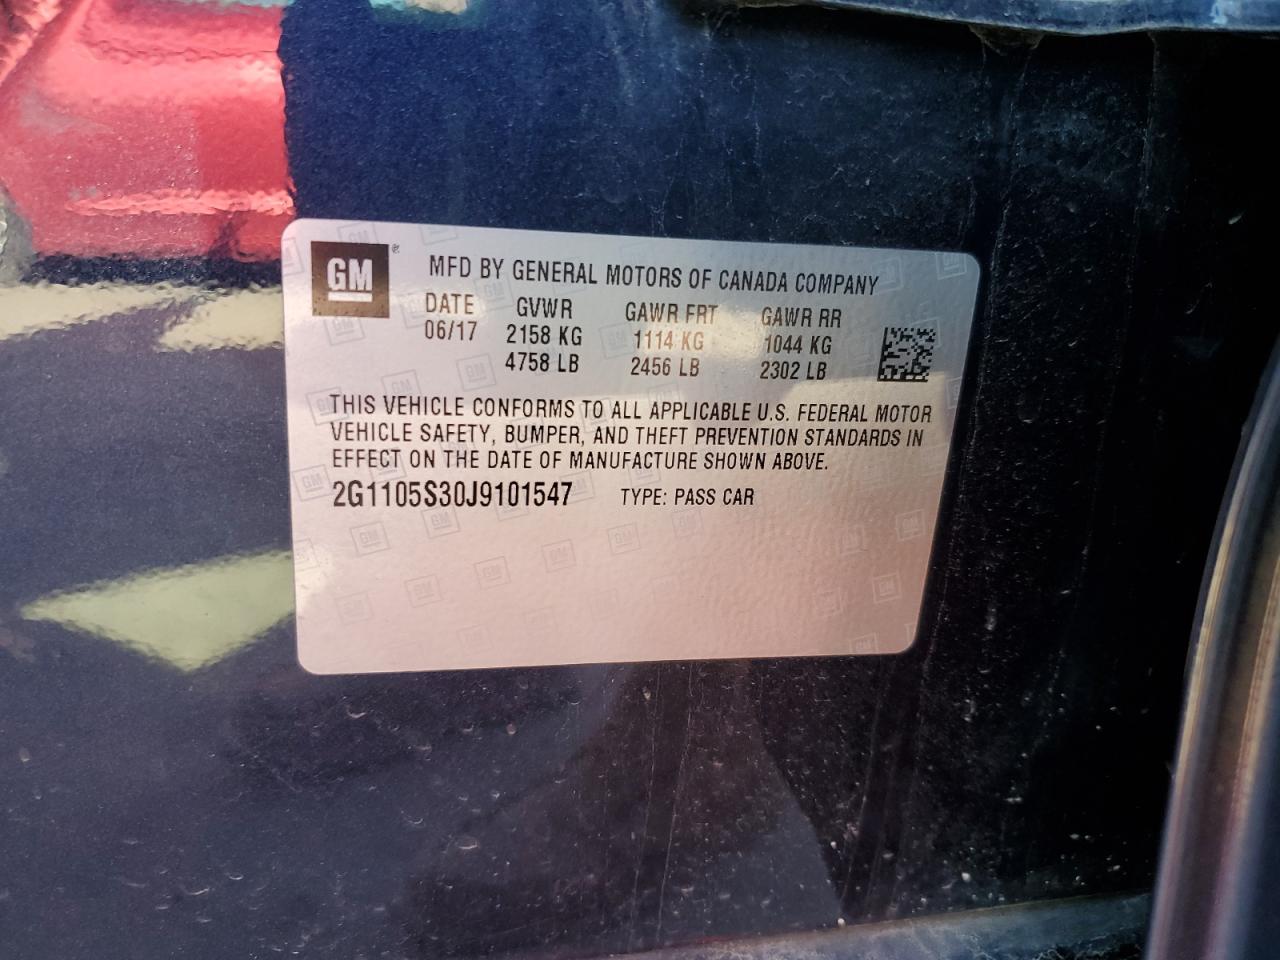 GM® MFD BY GENERAL MOTORS OF CANADA COMPANY
DATE GVWR GAWR FRT GAWR RR
06/17 2158 KG 1114 KG 1044 KG
4758 LB 2456 LB 2302 LB
THIS VEHICLE CONFORMS TO ALL APPLICABLE U.S. FEDERAL MOTOR
VEHICLE SAFETY, BUMPER, AND THEFT PREVENTION STANDARDS IN
EFFECT ON THE DATE OF MANUFACTURE SHOWN ABOVE.
2G1105S30J9101547 TYPE: PASS CAR